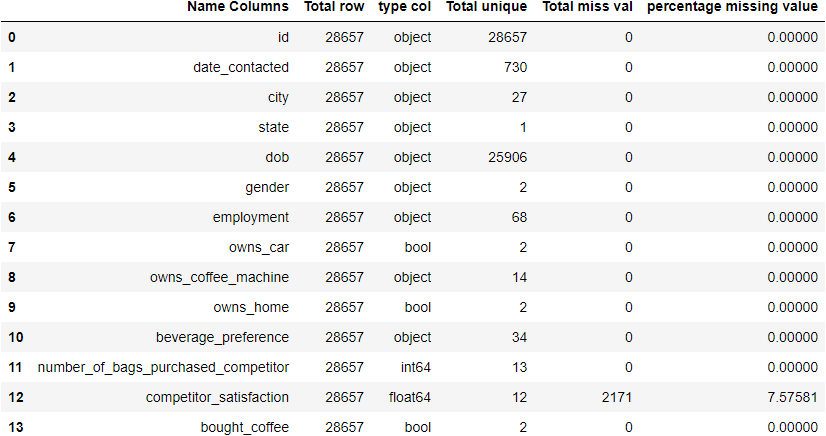 Name Columns Total row type col Total unique Total miss val percentage missing value
0 id 28657 object 28657 0 0.00000
1 date_contacted 28657 object 730 0 0.00000
2 city 28657 object 27 0 0.00000
3 state 28657 object 1 0 0.00000
4 dob 28657 object 25906 0 0.00000
5 gender 28657 object 2 0 0.00000
6 employment 28657 object 68 0 0.00000
7 owns_car 28657 bool 2 0 0.00000
8 owns_coffee_machine 28657 object 14 0 0.00000
9 owns_home 28657 bool 2 0 0.00000
10 beverage_preference 28657 object 34 0 0.00000
11 number_of_bags_purchased_competitor 28657 int64 13 0 0.00000
12 competitor_satisfaction 28657 float64 12 2171 7.57581
13 bought_coffee 28657 bool 2 0 0.00000